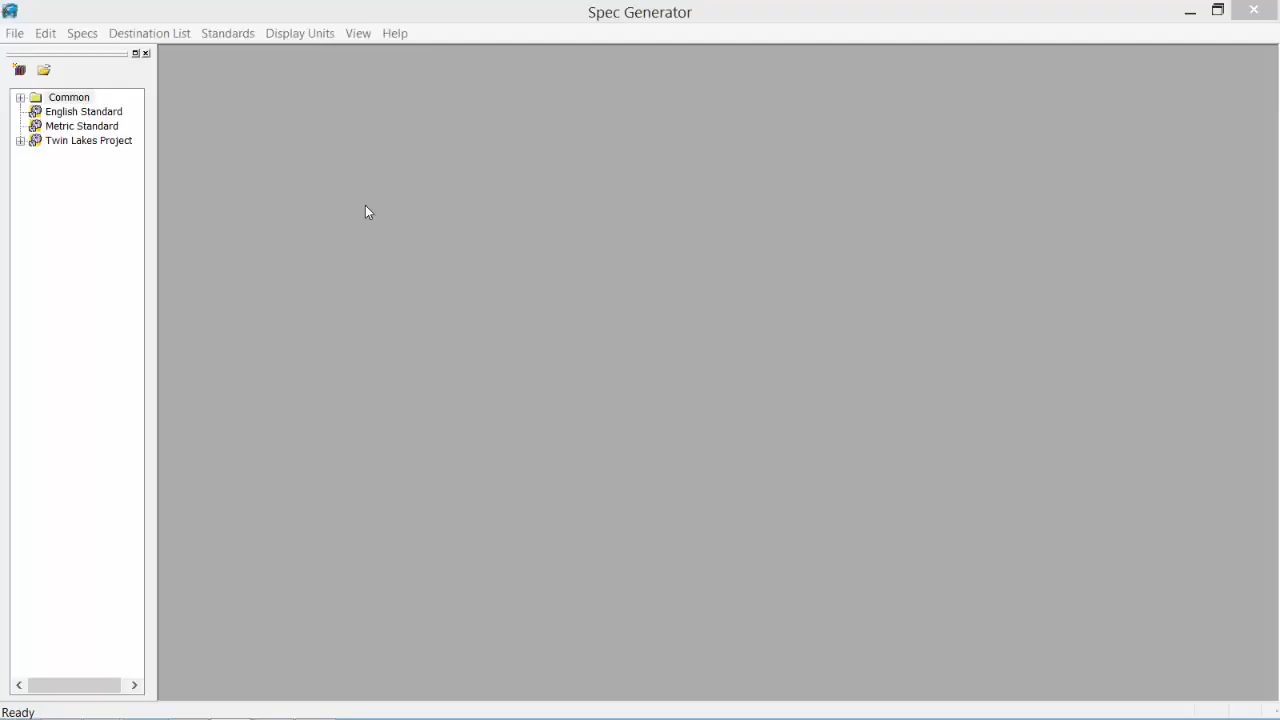 Spec Generator
File Edit Specs Destination List Standards Display Units View Help
Common
English Standard
Metric Standard
Twin Lakes Project
Ready